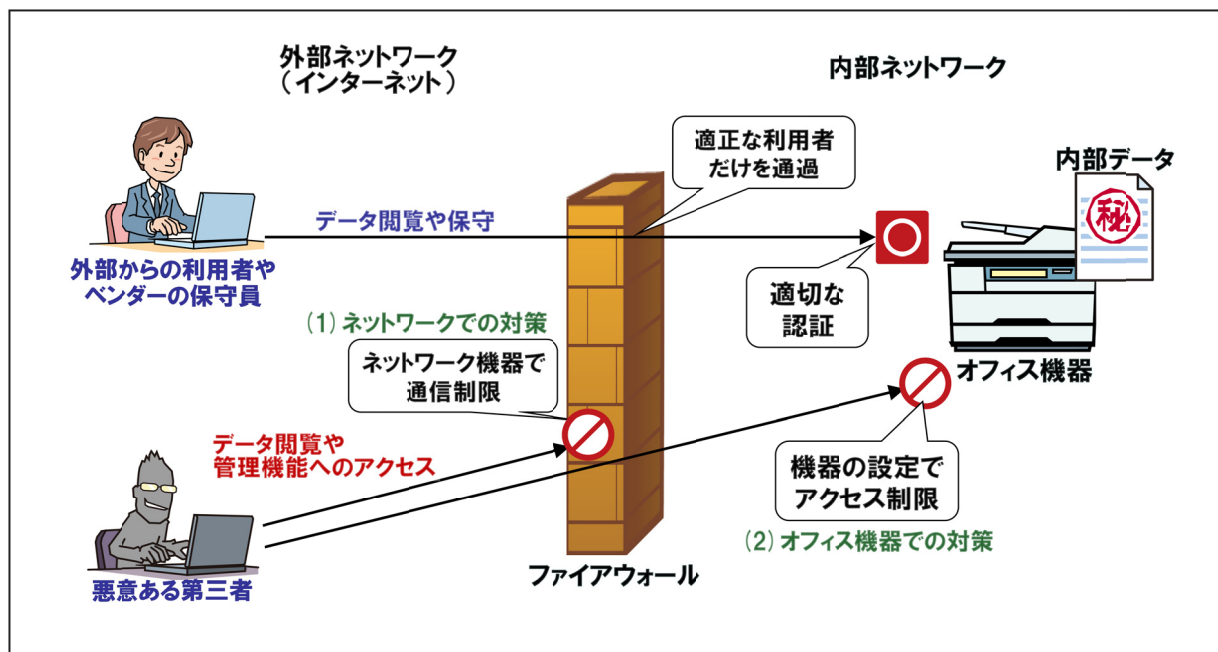 外部ネットワーク
（インターネット）
内部ネットワーク
適正な利用者
だけを通過
内部データ
秘
データ閲覧や保守
外部からの利用者や
ベンダーの保守員
適切な
認証
(1)ネットワークでの対策
ネットワーク機器で
通信制限
オフィス機器
データ閲覧や
管理機能へのアクセス
機器の設定で
アクセス制限
(2)オフィス機器での対策
ファイアウォール
悪意ある第三者